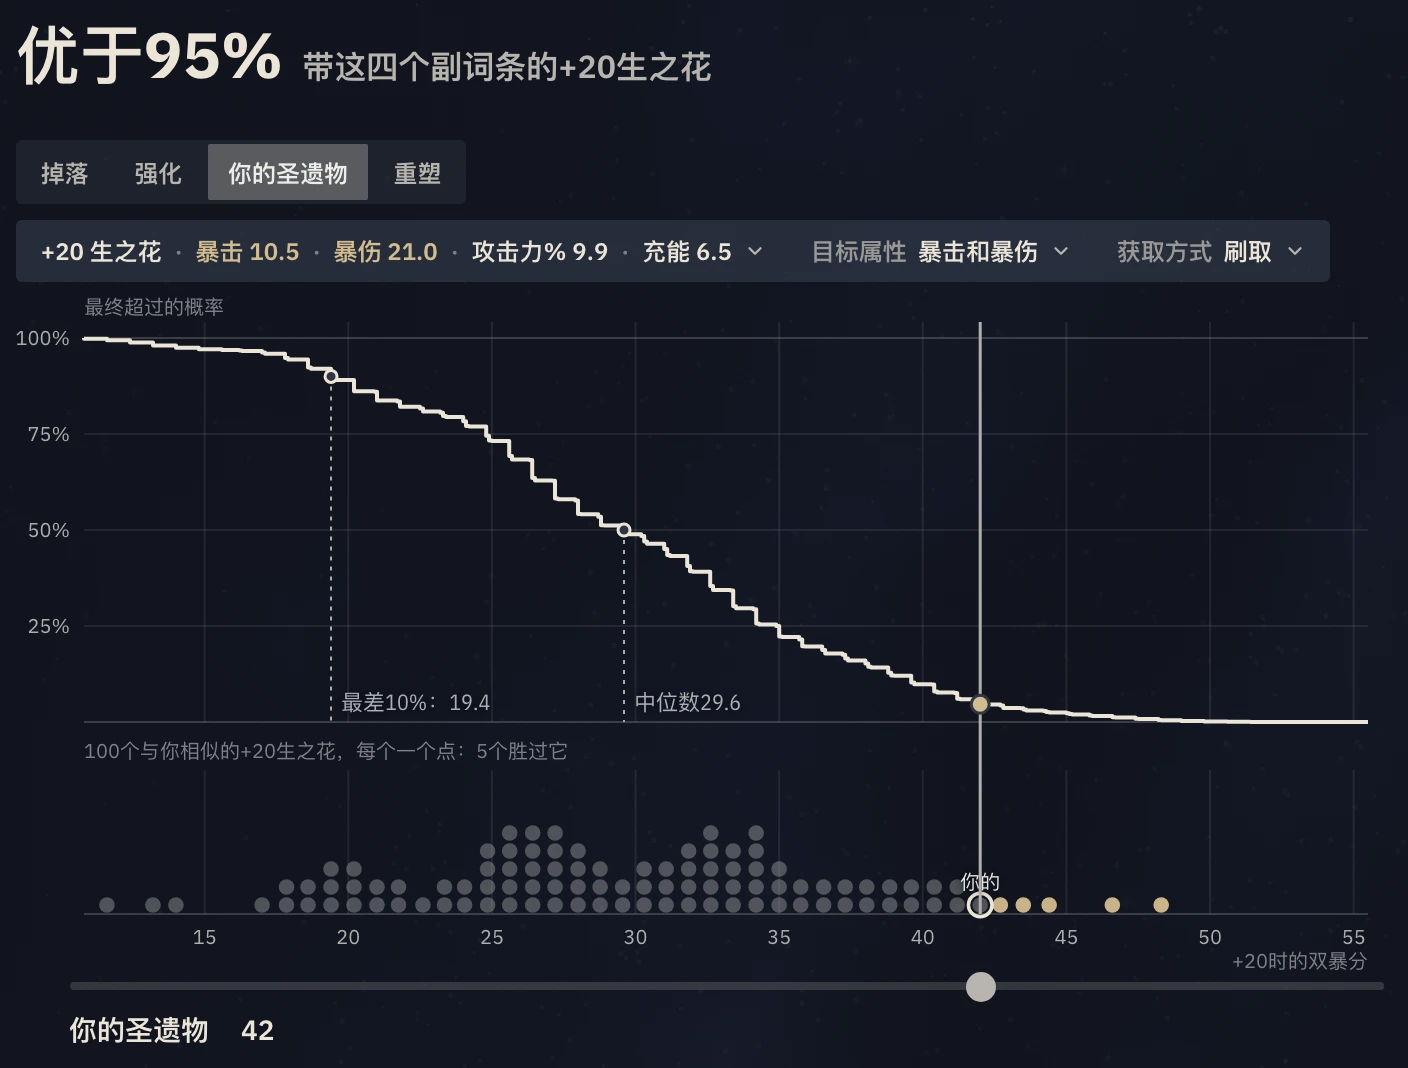 优于95% 带这四个副词条的+20生之花
掉落 强化 你的圣遗物 重塑
+20 生之花 · 暴击 10.5 · 暴伤 21.0 · 攻击力% 9.9 · 充能 6.5 目标属性 暴击和暴伤 获取方式 刷取
最终超过的概率
100%
75%
50%
25%
最差10%：19.4 中位数29.6
100个与你相似的+20生之花，每个一个点：5个胜过它
你的
15 20 25 30 35 40 45 50 55
+20时的双暴分
你的圣遗物 42